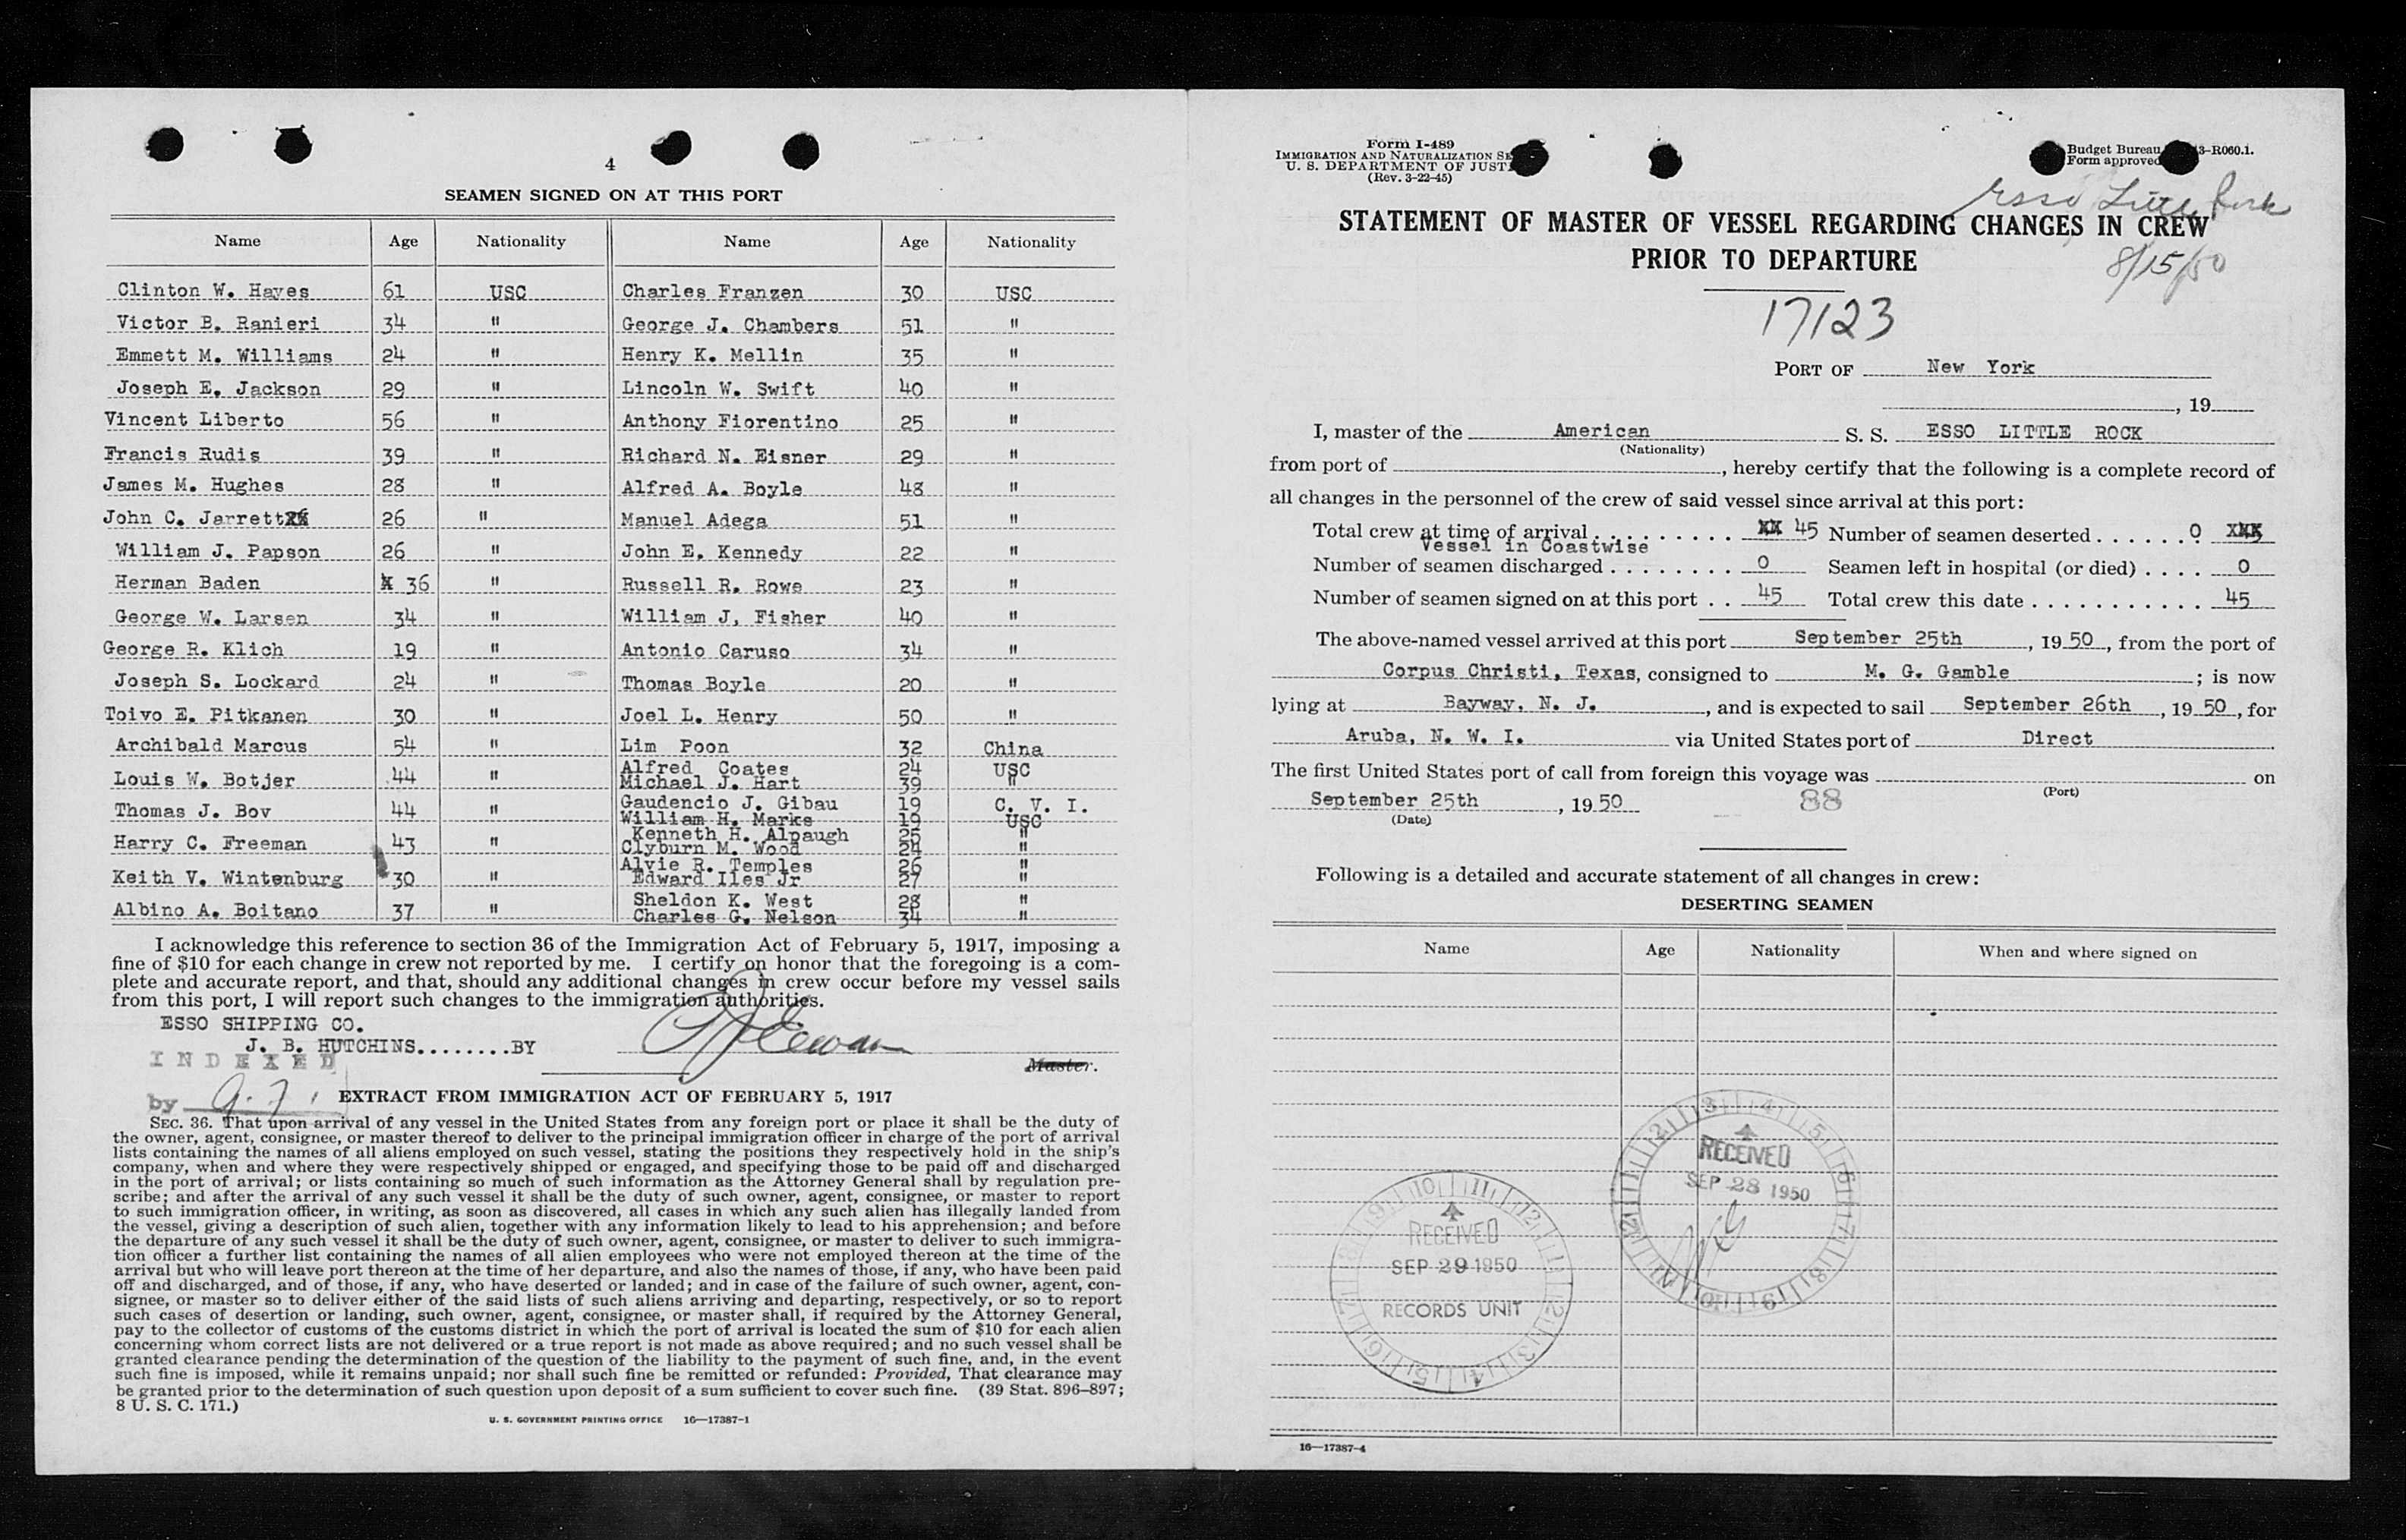 4
SEAMEN SIGNED ON AT THIS PORT
Name Age Nationality Name Age Nationality
Clinton W. Hayes 61 USC Charles Franzen 30 USC
Victor B. Ranieri 34 " George J. Chambers 51 "
Emmett M. Williams 24 " Henry K. Mellin 35 "
Joseph E. Jackson 29 " Lincoln W. Swift 40 "
Vincent Liberto 56 " Anthony Fiorentino 25 "
Francis Rudis 39 " Richard N. Eisner 29 "
James M. Hughes 28 " Alfred A. Boyle 48 "
John C. Jarrett 26 " Manuel Adega 51 "
William J. Papson 26 " John E. Kennedy 22 "
Herman Baden 36 " Russell R. Rowe 23 "
George W. Larsen 34 " William J. Fisher 40 "
George R. Klich 19 " Antonio Caruso 34 "
Joseph S. Lockard 24 " Thomas Boyle 20 "
Toivo E. Pitkanen 30 " Joel L. Henry 50 "
Archibald Marcus 54 " Lim Poon 32 China
Louis W. Botjer 44 " Alfred Coates 24 USC
Michael J. Hart 39 "
Thomas J. Bov 44 " Gaudencio J. Gibau 19 C. V. I.
William H. Marks 19 USC
Harry C. Freeman 43 " Kenneth H. Alpaugh 25 "
Clyburn M. Wood 24 "
Keith V. Wintenburg 30 " Alvie R. Temples 26 "
Edward Iles Jr 27 "
Albino A. Boitano 37 " Sheldon K. West 28 "
Charles G. Nelson 34 "
I acknowledge this reference to section 36 of the Immigration Act of February 5, 1917, imposing a
fine of $10 for each change in crew not reported by me. I certify on honor that the foregoing is a com-
plete and accurate report, and that, should any additional changes in crew occur before my vessel sails
from this port, I will report such changes to the immigration authorities.
ESSO SHIPPING CO.
J. B. HUTCHINS........BY
Master.
INDEXED
by
EXTRACT FROM IMMIGRATION ACT OF FEBRUARY 5, 1917
SEC. 36. That upon arrival of any vessel in the United States from any foreign port or place it shall be the duty of
the owner, agent, consignee, or master thereof to deliver to the principal immigration officer in charge of the port of arrival
lists containing the names of all aliens employed on such vessel, stating the positions they respectively hold in the ship's
company, when and where they were respectively shipped or engaged, and specifying those to be paid off and discharged
in the port of arrival; or lists containing so much of such information as the Attorney General shall by regulation pre-
scribe; and after the arrival of any such vessel it shall be the duty of such owner, agent, consignee, or master to report
to such immigration officer, in writing, as soon as discovered, all cases in which any such alien has illegally landed from
the vessel, giving a description of such alien, together with any information likely to lead to his apprehension; and before
the departure of any such vessel it shall be the duty of such owner, agent, consignee, or master to deliver to such immigra-
tion officer a further list containing the names of all alien employees who were not employed thereon at the time of the
arrival but who will leave port thereon at the time of her departure, and also the names of those, if any, who have been paid
off and discharged, and of those, if any, who have deserted or landed; and in case of the failure of such owner, agent, con-
signee, or master so to deliver either of the said lists of such aliens arriving and departing, respectively, or so to report
such cases of desertion or landing, such owner, agent, consignee, or master shall, if required by the Attorney General,
pay to the collector of customs of the customs district in which the port of arrival is located the sum of $10 for each alien
concerning whom correct lists are not delivered or a true report is not made as above required; and no such vessel shall be
granted clearance pending the determination of the question of the liability to the payment of such fine, and, in the event
such fine is imposed, while it remains unpaid; nor shall such fine be remitted or refunded: Provided, That clearance may
be granted prior to the determination of such question upon deposit of a sum sufficient to cover such fine. (39 Stat. 896–897;
8 U. S. C. 171.)
U. S. GOVERNMENT PRINTING OFFICE 16—17387-1
Form I-489
IMMIGRATION AND NATURALIZATION SE
U. S. DEPARTMENT OF JUST
(Rev. 3-22-45)
Budget Bureau 3-R060.1.
Form approved
Esso Little Rock
8/15/50
STATEMENT OF MASTER OF VESSEL REGARDING CHANGES IN CREW
PRIOR TO DEPARTURE
17123
PORT OF New York
, 19
I, master of the American S. S. ESSO LITTLE ROCK
(Nationality)
from port of , hereby certify that the following is a complete record of
all changes in the personnel of the crew of said vessel since arrival at this port:
Total crew at time of arrival . . . . . . . . . XX 45 Number of seamen deserted . . . . . . 0 XXX
Vessel in Coastwise
Number of seamen discharged . . . . . . . . 0 Seamen left in hospital (or died) . . . . 0
Number of seamen signed on at this port . . 45 Total crew this date . . . . . . . . . . . 45
The above-named vessel arrived at this port September 25th, 19 50, from the port of
Corpus Christi, Texas, consigned to M. G. Gamble ; is now
lying at Bayway, N. J. , and is expected to sail September 26th , 19 50, for
Aruba, N. W. I. via United States port of Direct .
The first United States port of call from foreign this voyage was on
(Port)
September 25th , 19 50 88
(Date)
Following is a detailed and accurate statement of all changes in crew:
DESERTING SEAMEN
Name Age Nationality When and where signed on
RECEIVED
SEP 28 1950
RECEIVED
SEP 29 1950
RECORDS UNIT
16—17387-4